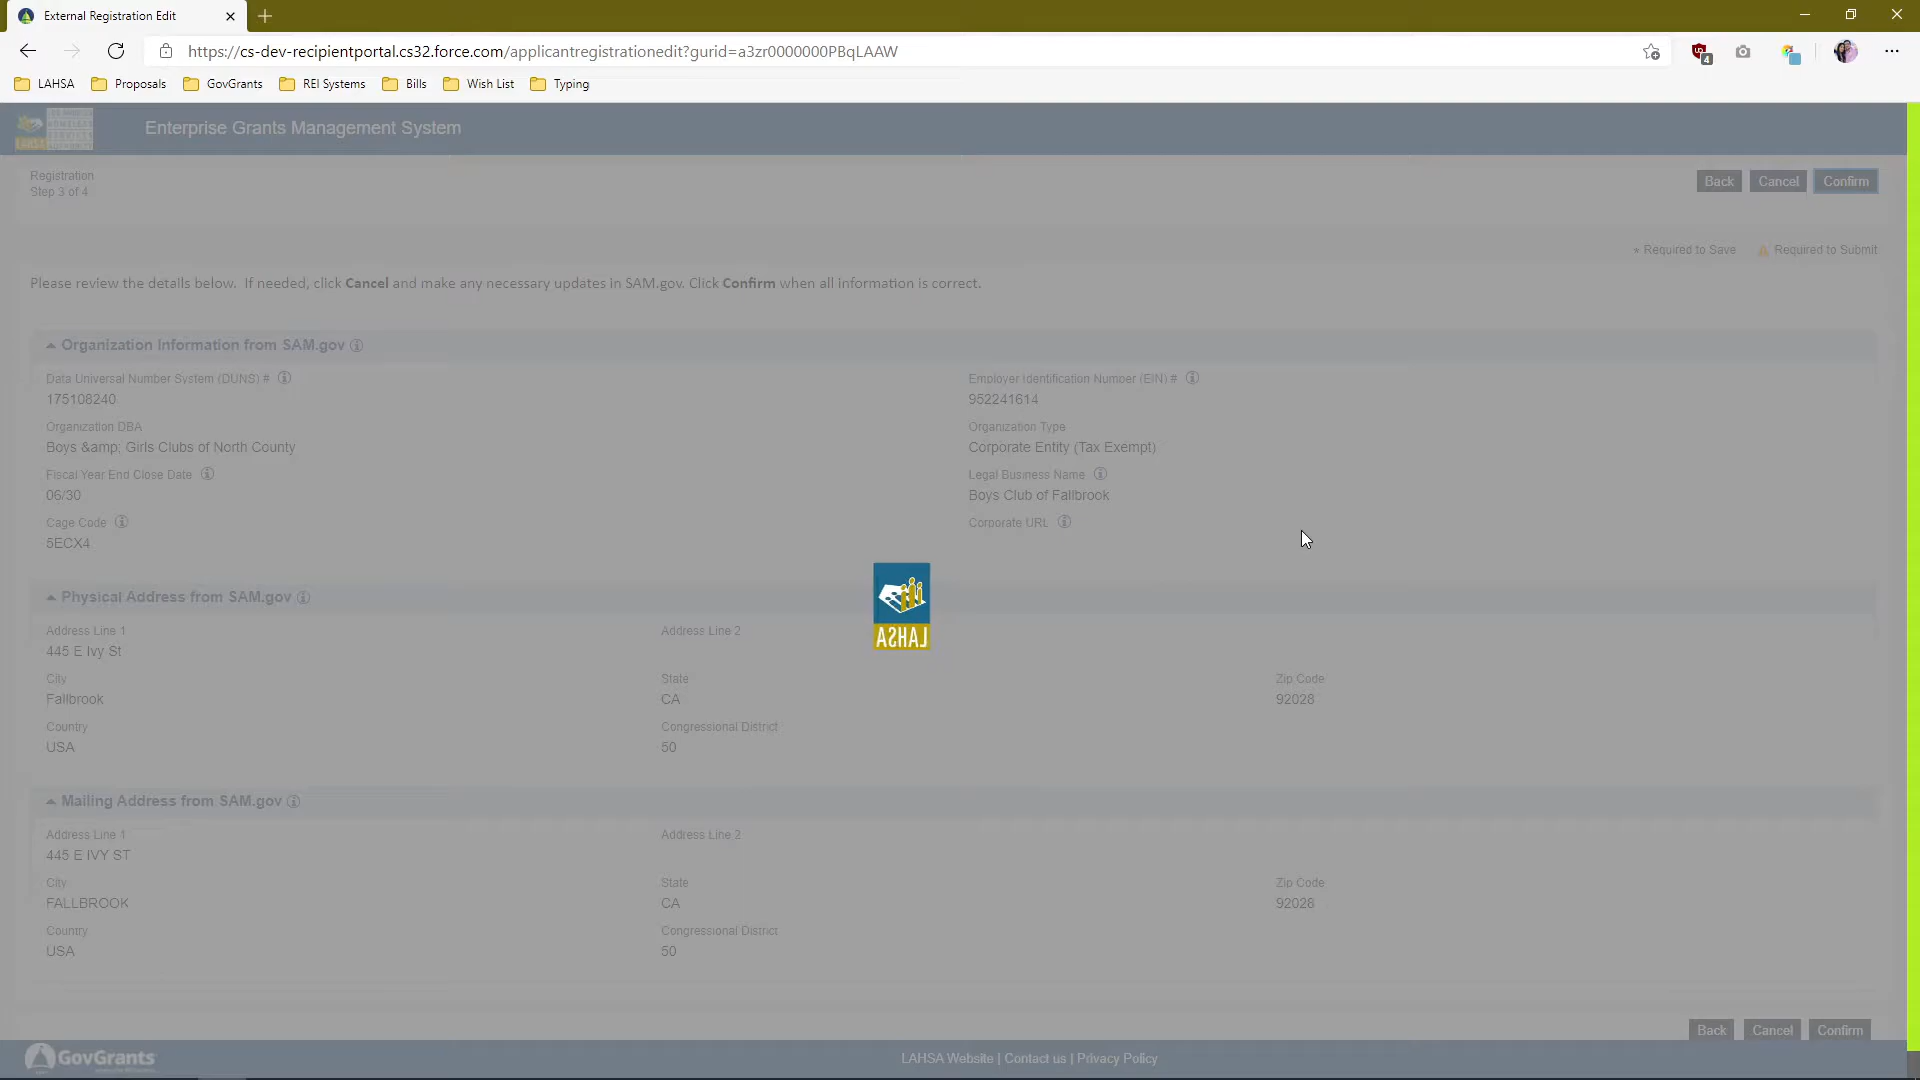 External Registration Edit
https://cs-dev-recipientportal.cs32.force.com/applicantregistrationedit?gurid=a3zr0000000PBqLAAW
4
LAHSA Proposals GovGrants REI Systems Bills Wish List Typing
LAHSA
Enterprise Grants Management System
Registration
Step 3 of 4
Back Cancel Confirm
* Required to Save Required to Submit
Please review the details below. If needed, click Cancel and make any necessary updates in SAM.gov. Click Confirm when all information is correct.
Organization Information from SAM.gov
Data Universal Number System (DUNS) # Employer Identification Number (EIN) #
175108240 952241614
Organization DBA Organization Type
Boys &amp; Girls Clubs of North County Corporate Entity (Tax Exempt)
Fiscal Year End Close Date Legal Business Name
06/30 Boys Club of Fallbrook
Cage Code Corporate URL
5ECX4
LAHSA
Physical Address from SAM.gov
Address Line 1 Address Line 2
445 E Ivy St
City State Zip Code
Fallbrook CA 92028
Country Congressional District
USA 50
Mailing Address from SAM.gov
Address Line 1 Address Line 2
445 E IVY ST
City State Zip Code
FALLBROOK CA 92028
Country Congressional District
USA 50
Back Cancel Confirm
GovGrants
LAHSA Website | Contact us | Privacy Policy